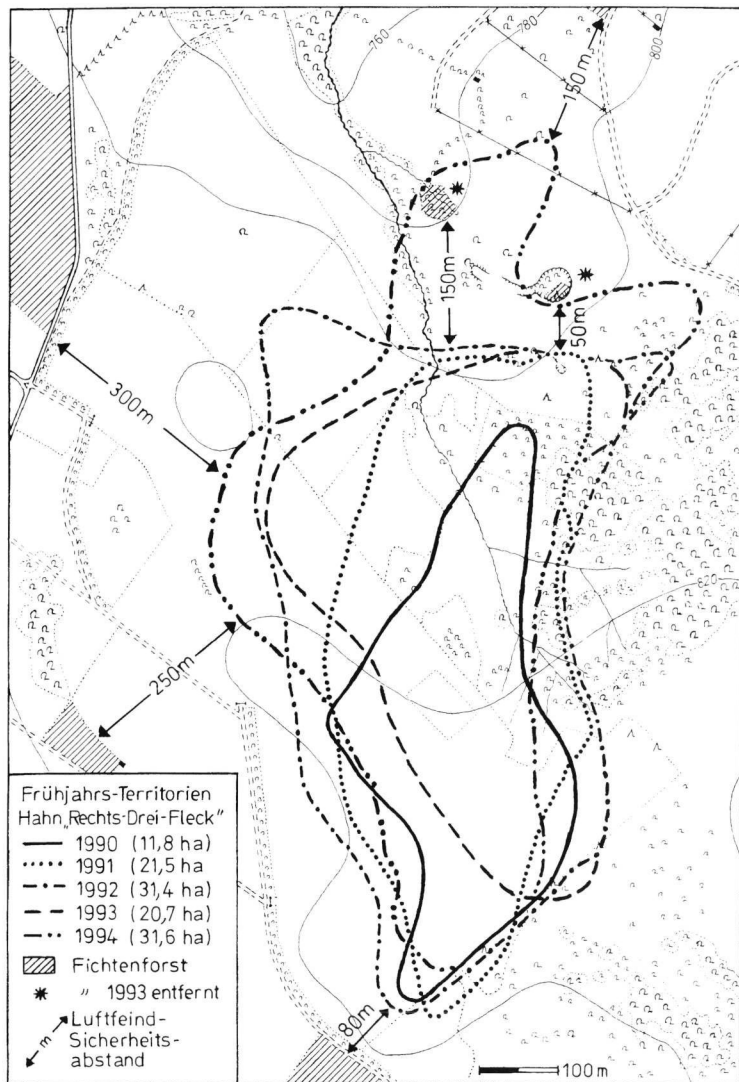 760
780
800
150 m
150m
50m
300m
820
250m
Frühjahrs-Territorien
Hahn „Rechts-Drei-Fleck"
1990 (11,8 ha)
1991 (21,5 ha
1992 (31,4 ha)
1993 (20,7 ha)
1994 (31,6 ha)
Fichtenforst
" 1993 entfernt
m Luftfeind-
Sicherheits-
abstand
80m
100 m